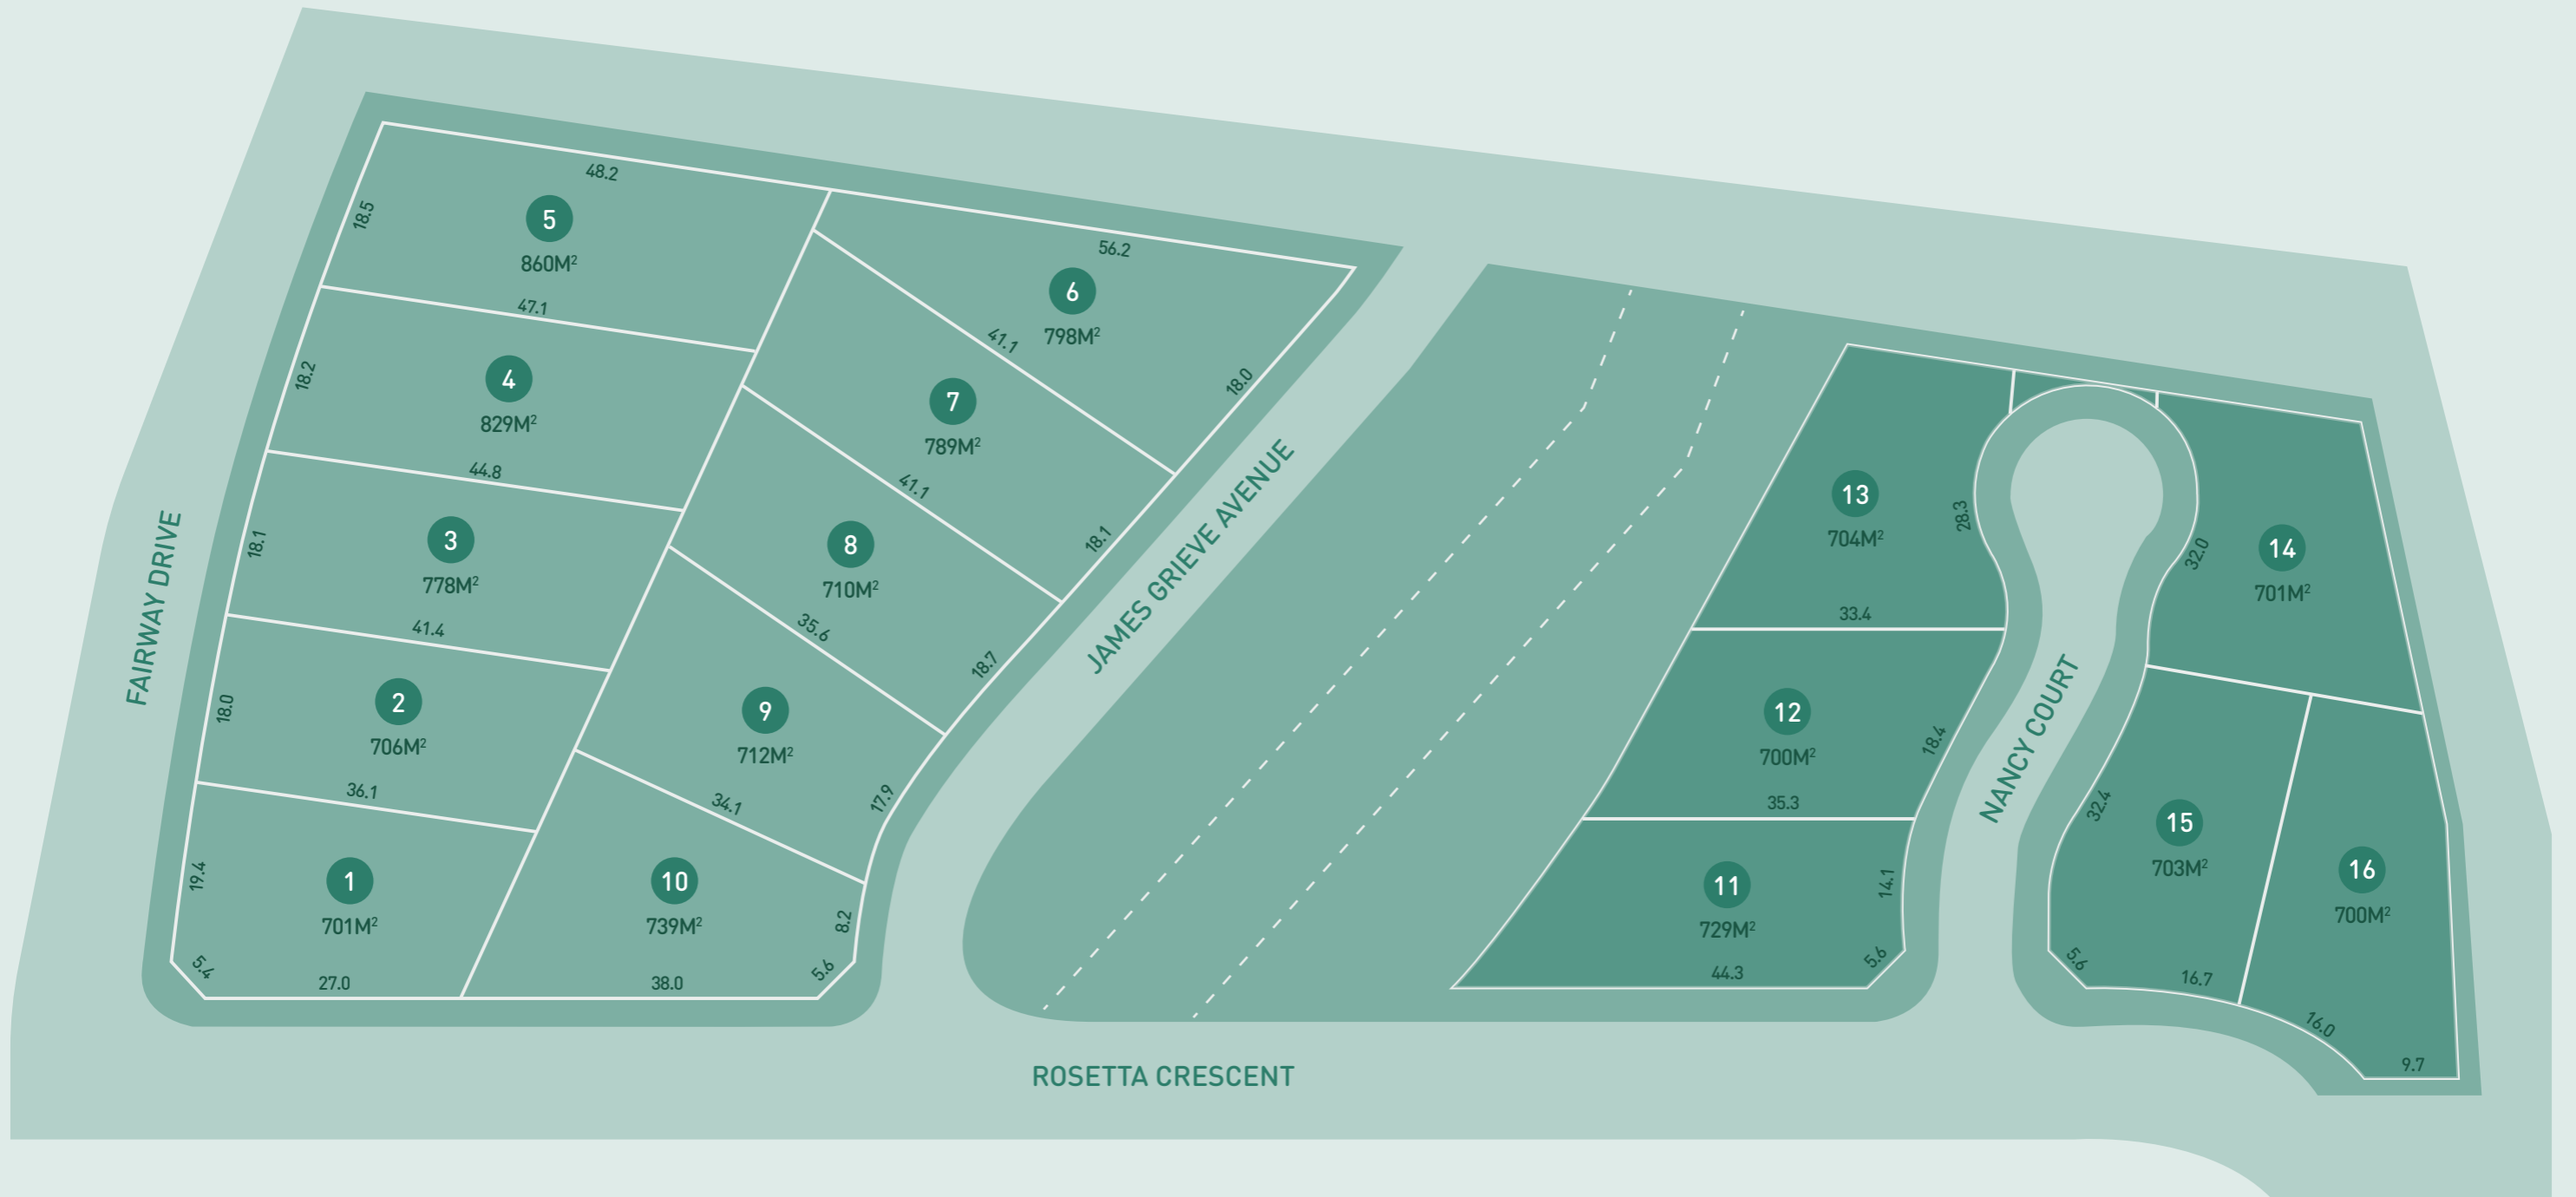 48.2
18.5
5
860M²
47.1
18.2
4
829M²
44.8
18.1
3
778M²
41.4
18.0
2
706M²
36.1
19.4
1
701M²
5.4
27.0
56.2
6
798M²
41.1
18.0
7
789M²
41.1
18.1
8
710M²
35.6
18.7
9
712M²
34.1
17.9
10
739M²
8.2
5.6
38.0
FAIRWAY DRIVE
JAMES GRIEVE AVENUE
13
704M²
28.3
33.4
12
700M²
18.4
35.3
11
729M²
14.1
5.6
44.3
NANCY COURT
14
701M²
32.0
15
703M²
32.4
5.6
16.7
16
700M²
16.0
9.7
ROSETTA CRESCENT